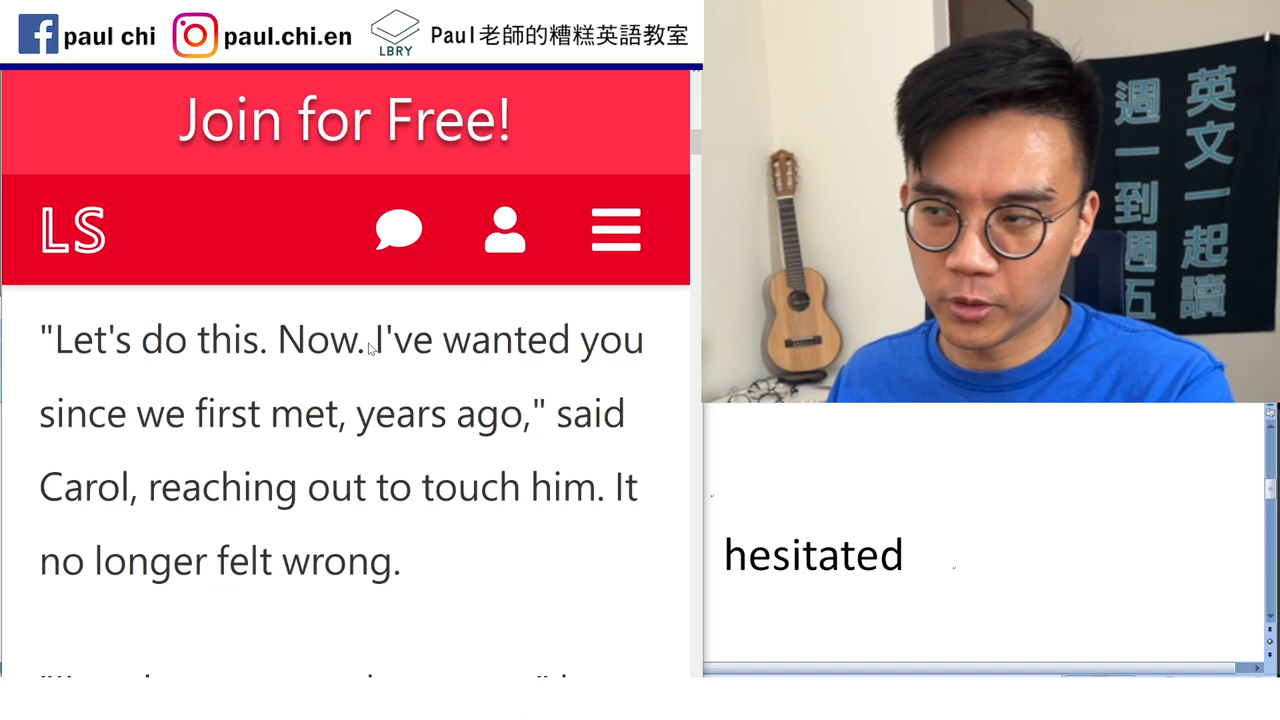 paul chi
paul.chi.en
LBRY
Paul老師的糟糕英語教室
Join for Free!
LS
"Let's do this. Now. I've wanted you
since we first met, years ago," said
Carol, reaching out to touch him. It
no longer felt wrong.
英文一起讀
週一到週五
hesitated